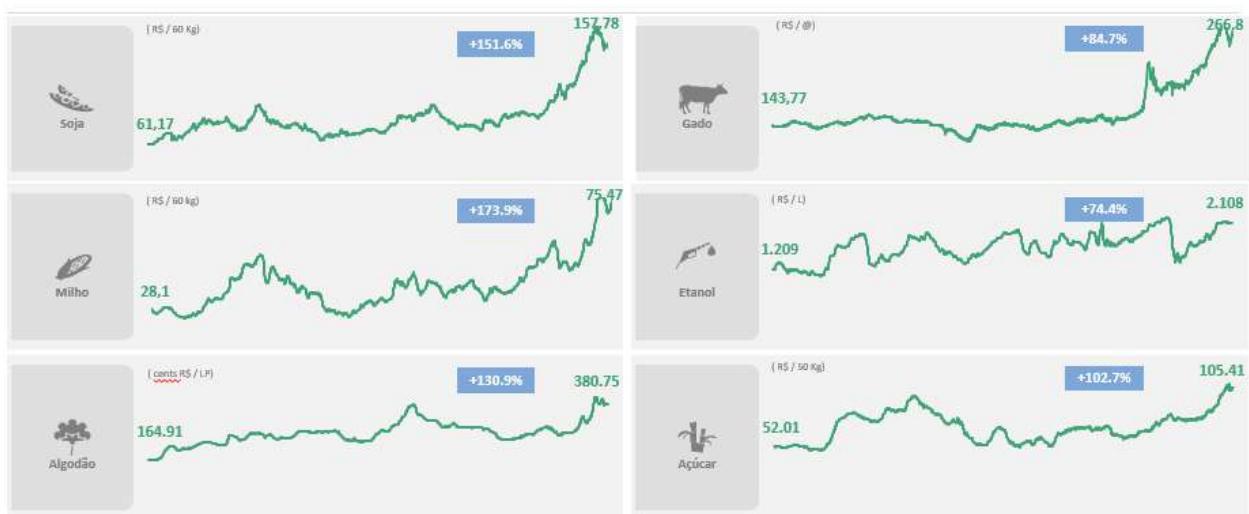 ( R$ / 60 Kg)
157.78
+151.6%
61,17
Soja
( R$ / @)
266.8
+84.7%
143,77
Gado
( R$ / 60 kg)
75.47
+173.9%
28,1
Milho
( R$ / L)
2.108
+74.4%
1.209
Etanol
( cents R$ / LP)
380.75
+130.9%
164.91
Algodão
( R$ / 50 Kg)
105.41
+102.7%
52.01
Açúcar